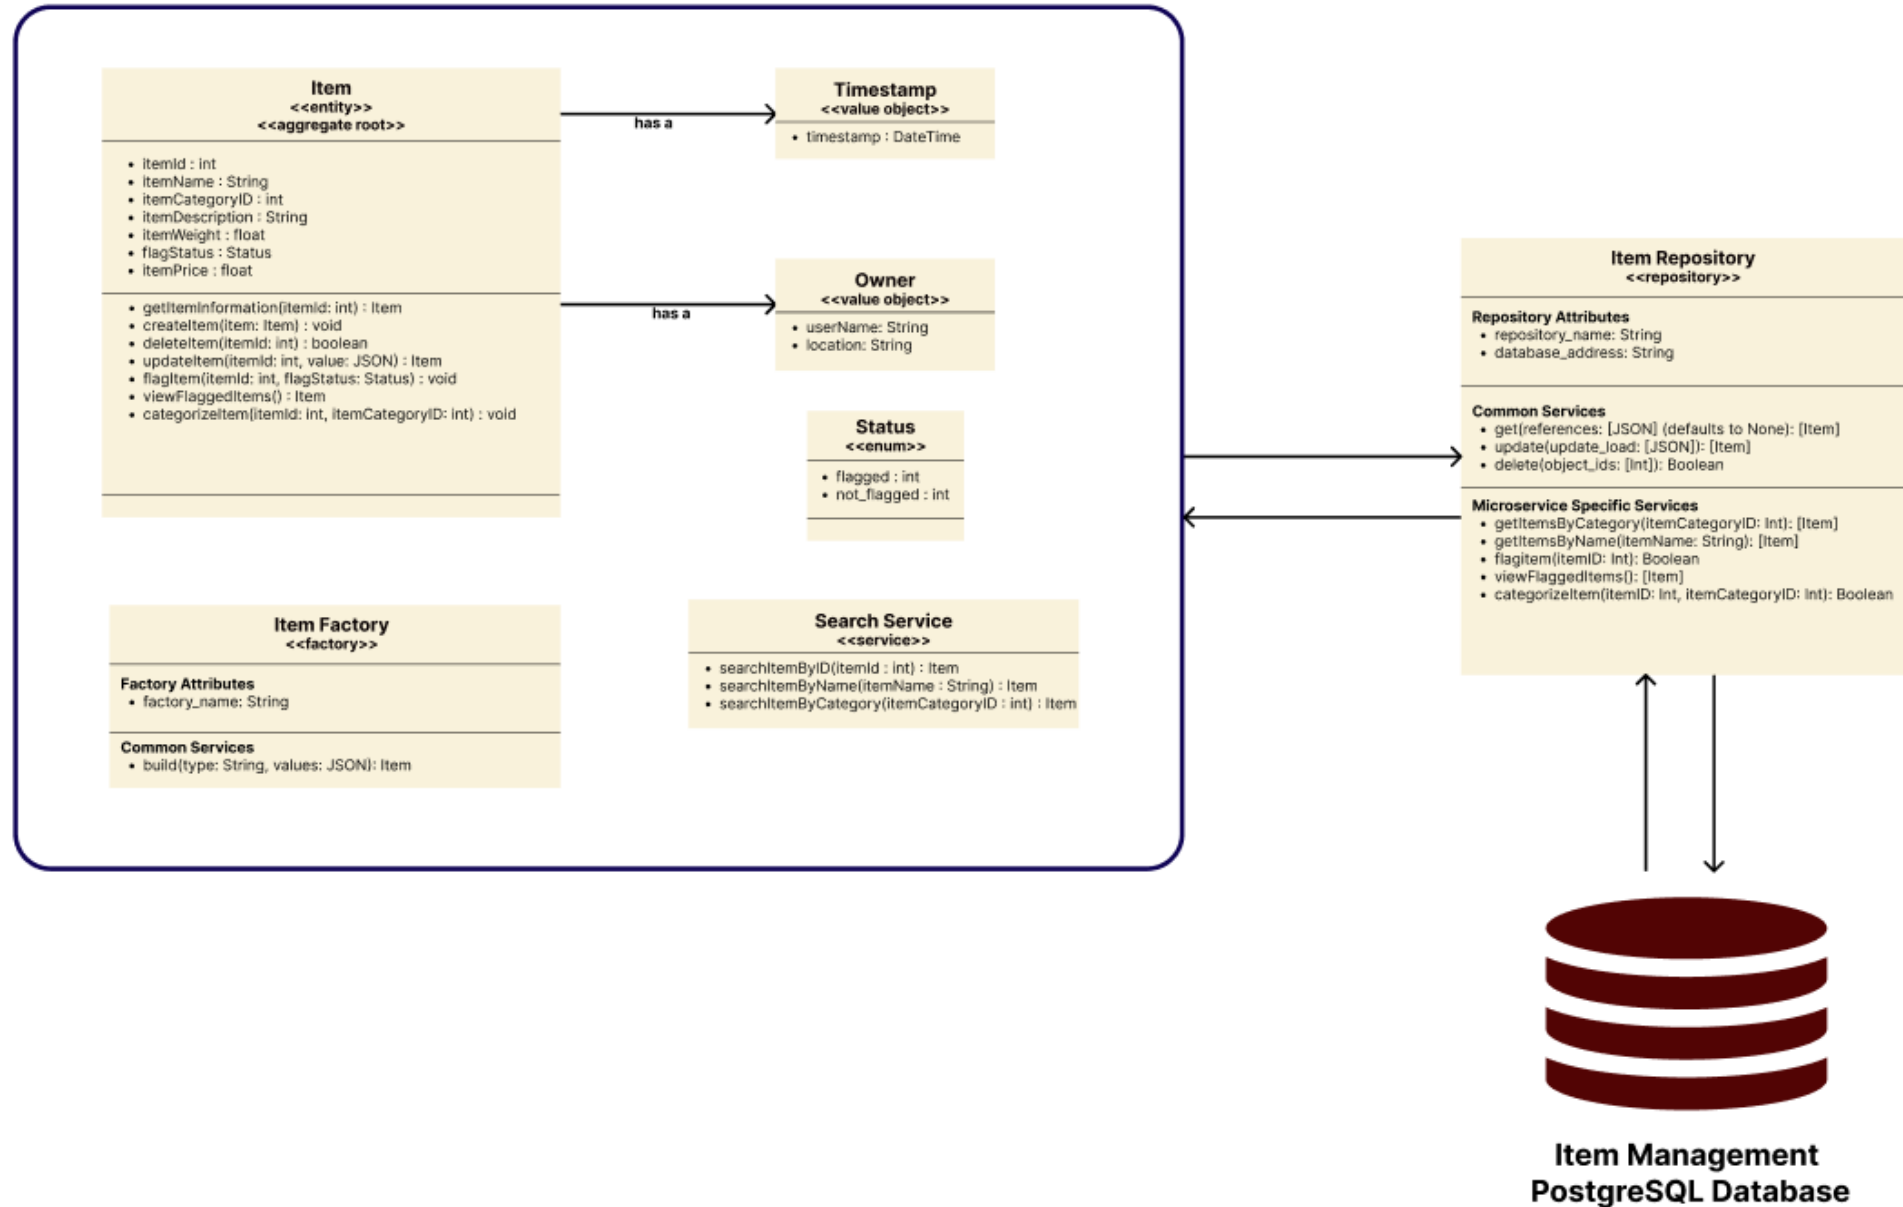 Item
<<entity>>
<<aggregate root>>
• itemId : int
• itemName : String
• itemCategoryID : int
• itemDescription : String
• itemWeight : float
• flagStatus : Status
• itemPrice : float
• getItemInformation(itemId: int) : Item
• createItem(item: Item) : void
• deleteItem(itemId: int) : boolean
• updateItem(itemId: int, value: JSON) : Item
• flagItem(itemId: int, flagStatus: Status) : void
• viewFlaggedItems() : Item
• categorizeItem(itemId: int, itemCategoryID: int) : void
has a
Timestamp
<<value object>>
• timestamp : DateTime
has a
Owner
<<value object>>
• userName: String
• location: String
Status
<<enum>>
• flagged : int
• not_flagged : int
Item Factory
<<factory>>
Factory Attributes
• factory_name: String
Common Services
• build(type: String, values: JSON): Item
Search Service
<<service>>
• searchItemByID(itemId : int) : Item
• searchItemByName(itemName : String) : Item
• searchItemByCategory(itemCategoryID : int) : Item
Item Repository
<<repository>>
Repository Attributes
• repository_name: String
• database_address: String
Common Services
• get(references: [JSON] (defaults to None): [Item]
• update(update_load: [JSON]): [Item]
• delete(object_ids: [Int]): Boolean
Microservice Specific Services
• getItemsByCategory(itemCategoryID: Int): [Item]
• getItemsByName(ItemName: String): [Item]
• flagitem(itemID: Int): Boolean
• viewFlaggedItems(): [Item]
• categorizeItem(itemID: Int, itemCategoryID: Int): Boolean
Item Management
PostgreSQL Database